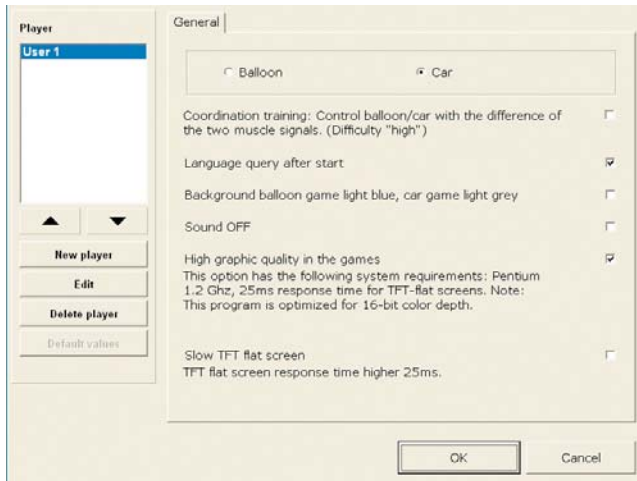 Player
User 1
New player
Edit
Delete player
Default values
General
Balloon
Car
Coordination training: Control balloon/car with the difference of
the two muscle signals. (Difficulty "high")
Language query after start
Background balloon game light blue, car game light grey
Sound OFF
High graphic quality in the games
This option has the following system requirements: Pentium
1.2 Ghz, 25ms response time for TFT-flat screens. Note:
This program is optimized for 16-bit color depth.
Slow TFT flat screen
TFT flat screen response time higher 25ms.
OK
Cancel